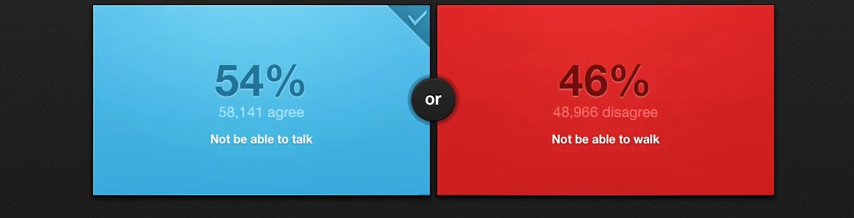 54%
58,141 agree
Not be able to talk
or
46%
48,966 disagree
Not be able to walk